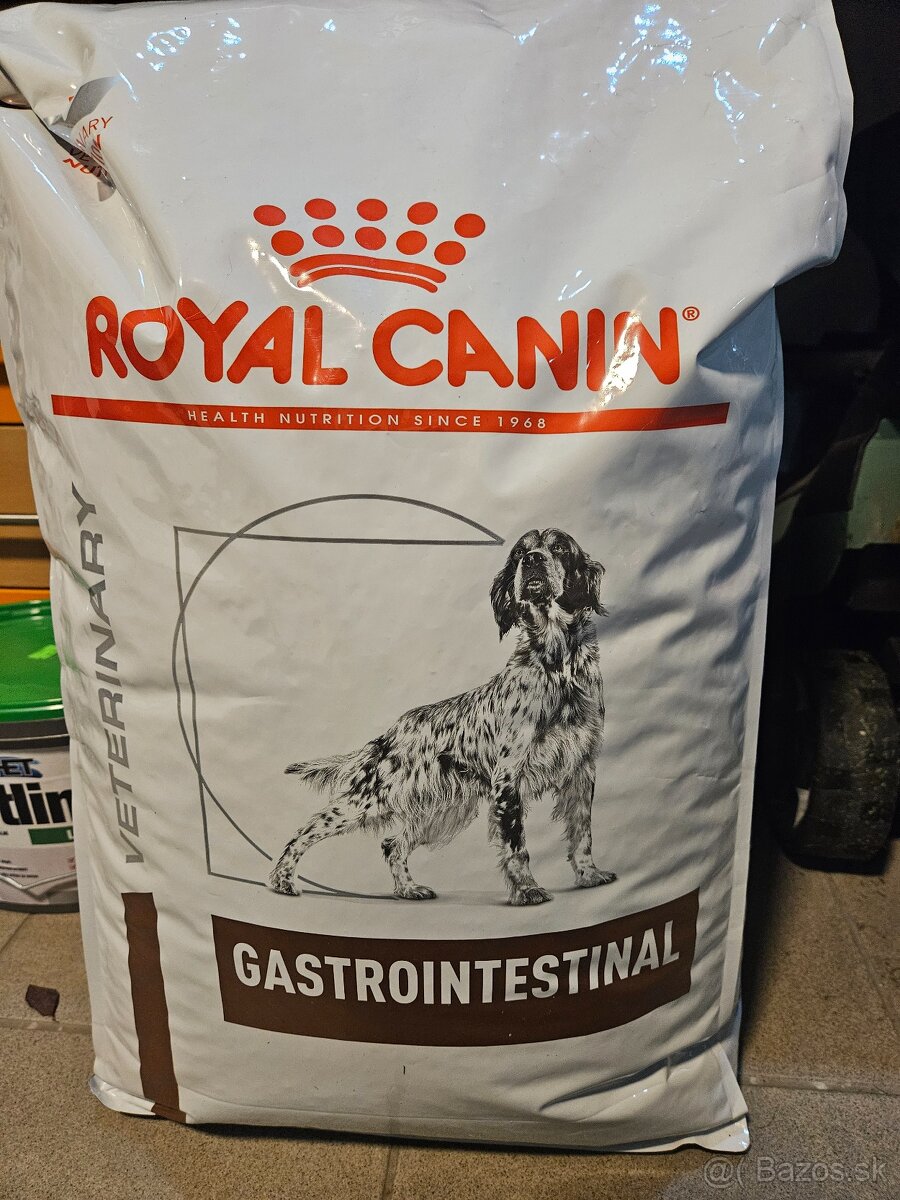 ROYAL CANIN®
HEALTH NUTRITION SINCE 1968
VETERINARY
GASTROINTESTINAL
@( Bazos.sk